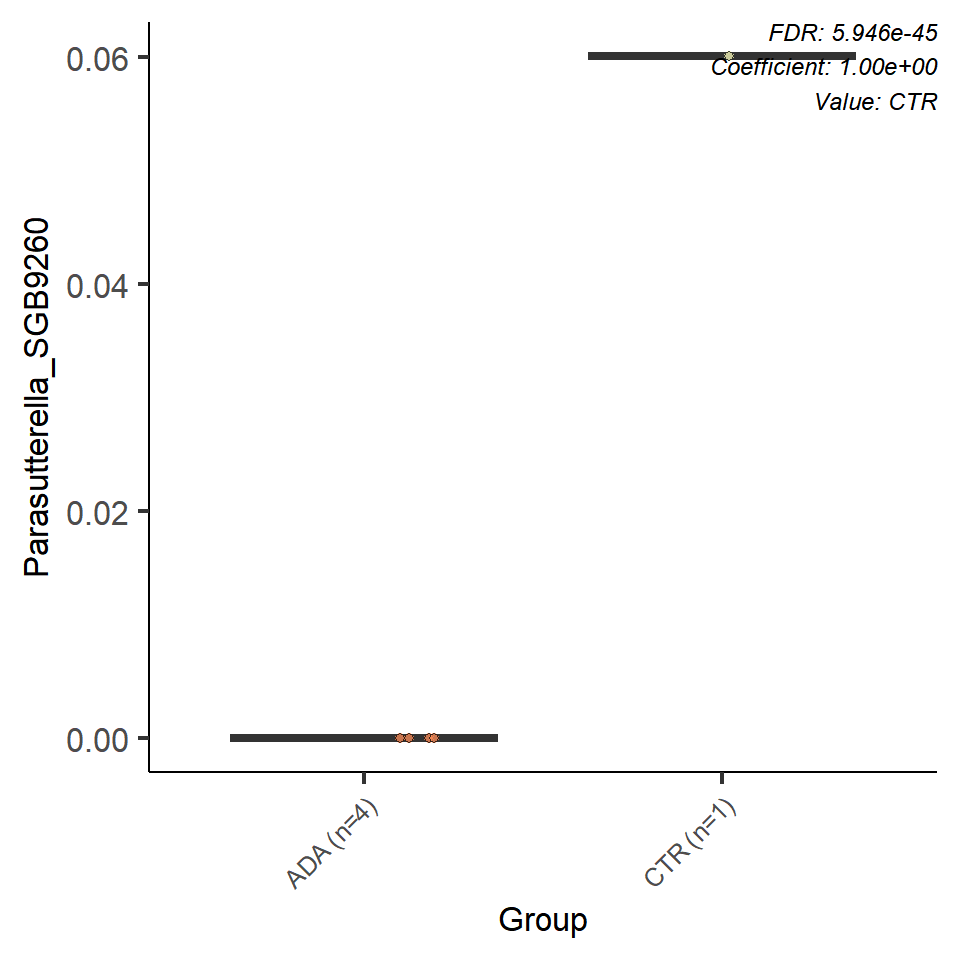 FDR: 5.946e-45
Coefficient: 1.00e+00
Value: CTR
0.06
0.04
0.02
0.00
Parasutterella_SGB9260
ADA (n=4)
CTR (n=1)
Group